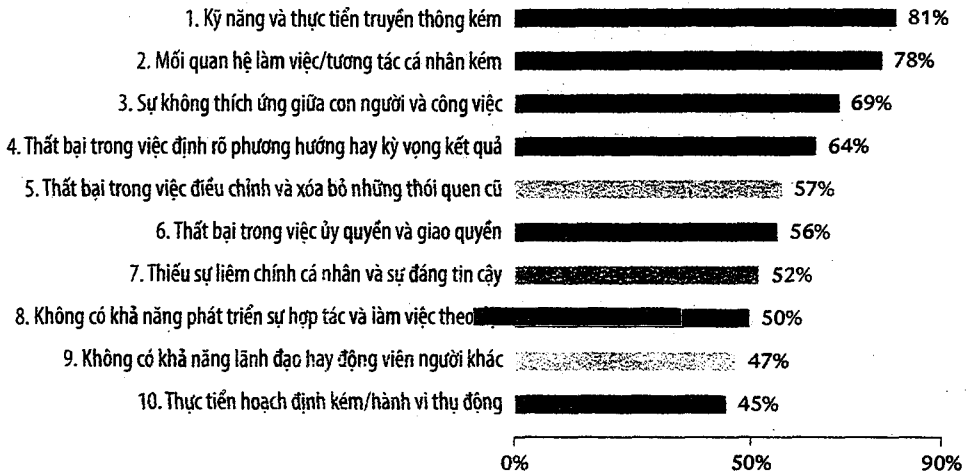 1. Kỹ năng và thực tiễn truyền thông kém 81%
2. Mối quan hệ làm việc/tương tác cá nhân kém 78%
3. Sự không thích ứng giữa con người và công việc 69%
4. Thất bại trong việc định rõ phương hướng hay kỳ vọng kết quả 64%
5. Thất bại trong việc điều chỉnh và xóa bỏ những thói quen cũ 57%
6. Thất bại trong việc ủy quyền và giao quyền 56%
7. Thiếu sự liêm chính cá nhân và sự đáng tin cậy 52%
8. Không có khả năng phát triển sự hợp tác và làm việc theo 50%
9. Không có khả năng lãnh đạo hay động viên người khác 47%
10. Thực tiễn hoạch định kém/hành vi thụ động 45%
0% 50% 90%